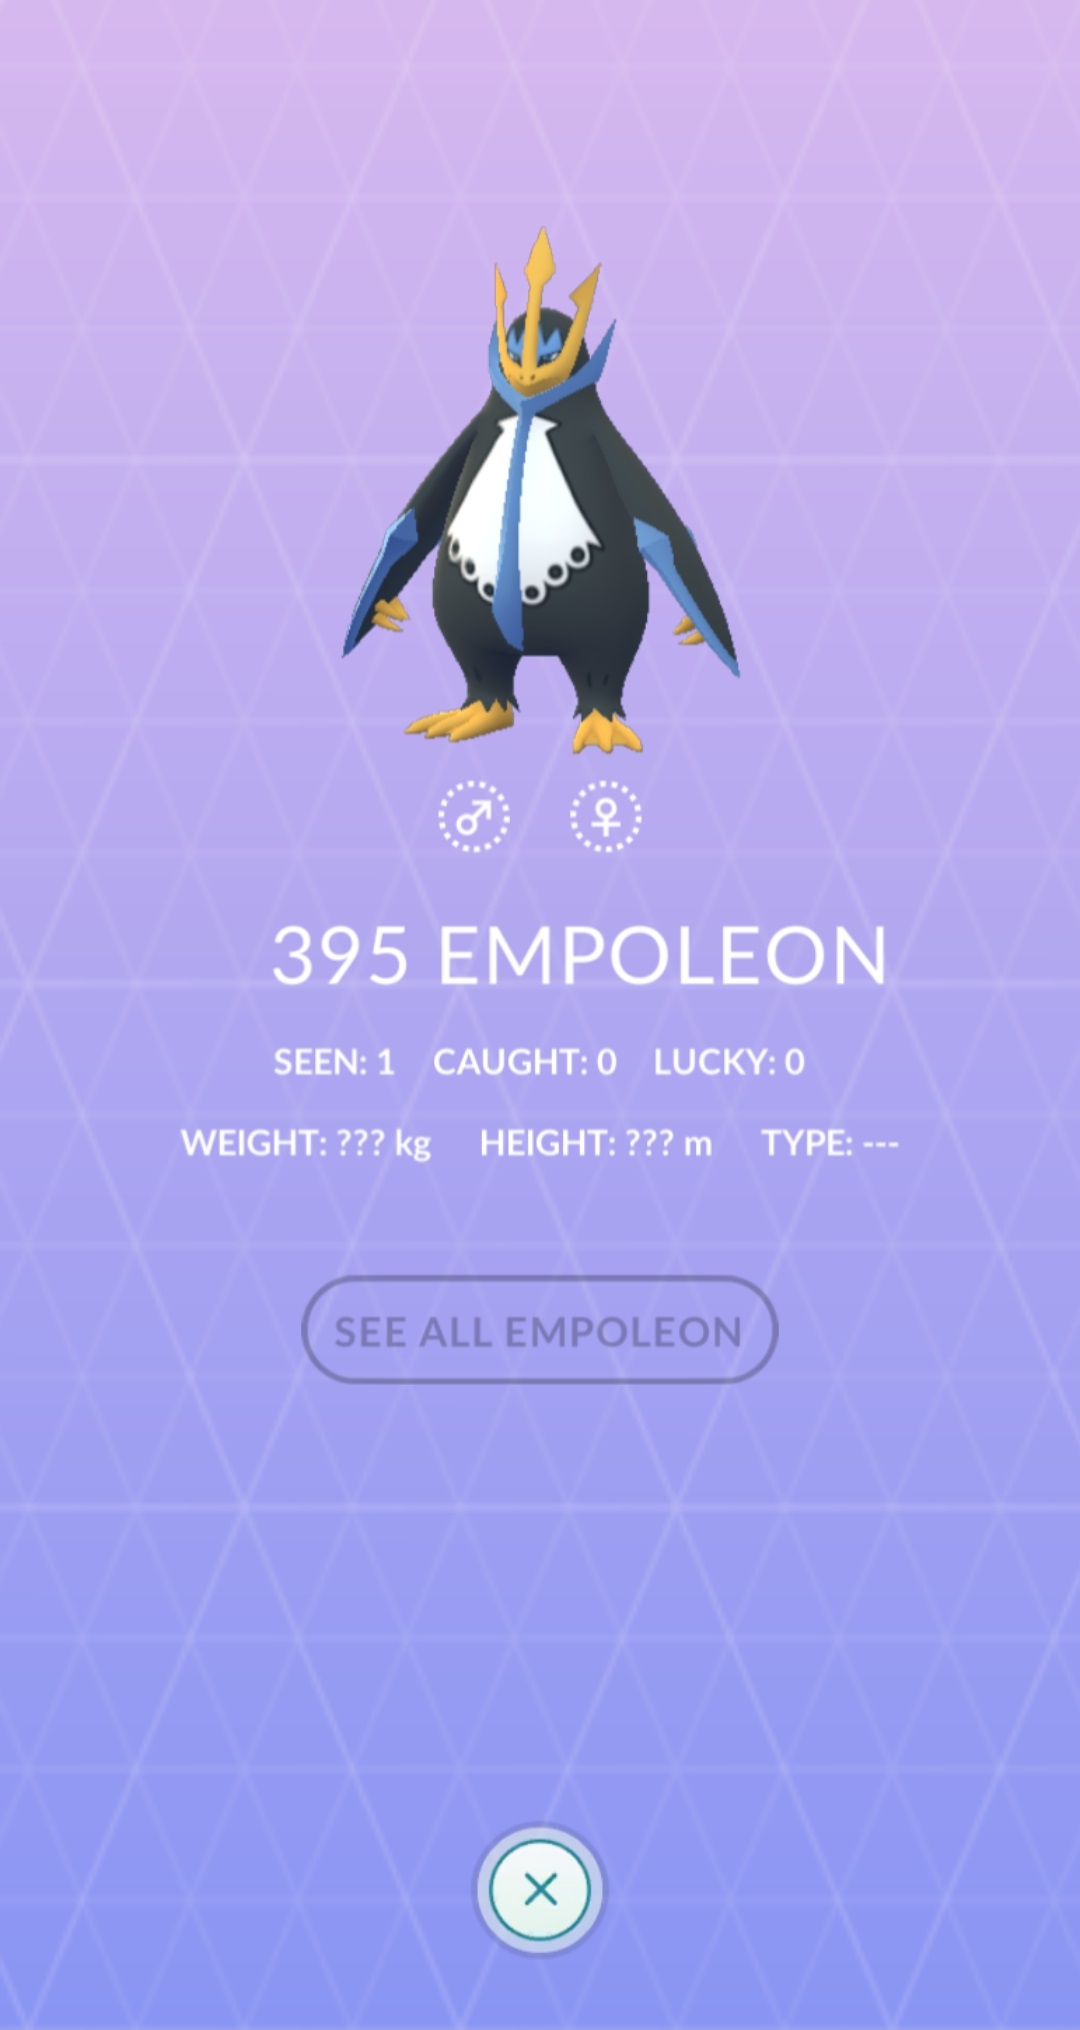 395 EMPOLEON
SEEN: 1 CAUGHT: 0 LUCKY: 0
WEIGHT: ??? kg HEIGHT: ??? m TYPE: ---
SEE ALL EMPOLEON